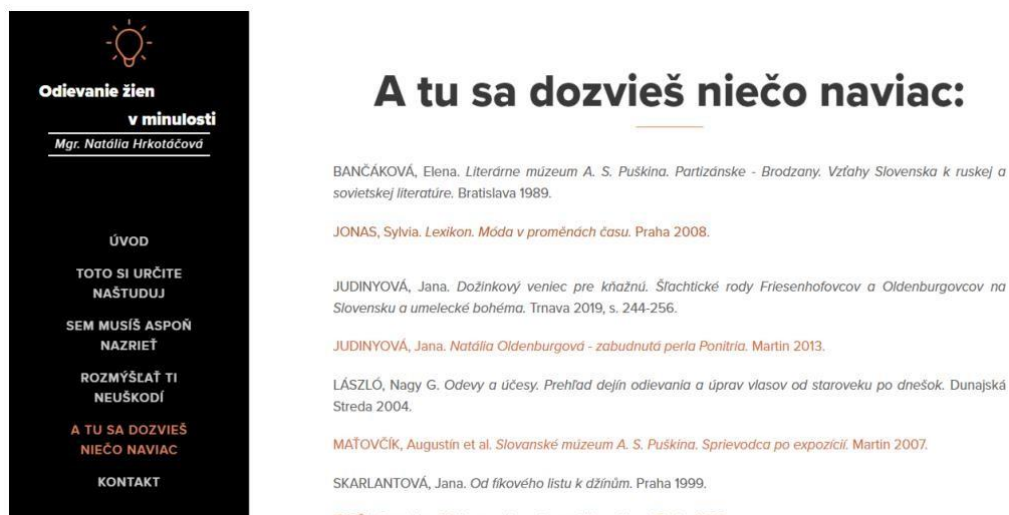 Odievanie žien
v minulosti
Mgr. Natália Hrkotáčová
ÚVOD
TOTO SI URČITE
NAŠTUDUJ
SEM MUSÍŠ ASPOŇ
NAZRIEŤ
ROZMÝŠĽAŤ TI
NEUŠKODÍ
A TU SA DOZVIEŠ
NIEČO NAVIAC
KONTAKT
A tu sa dozvieš niečo naviac:
BANČÁKOVÁ, Elena. Literárne múzeum A. S. Puškina. Partizánske - Brodzany. Vzťahy Slovenska k ruskej a
sovietskej literatúre. Bratislava 1989.
JONAS, Sylvia. Lexikon. Móda v proměnách času. Praha 2008.
JUDINYOVÁ, Jana. Dožinkový veniec pre kňažnú. Šľachtické rody Friesenhofovcov a Oldenburgovcov na
Slovensku a umelecké bohéma. Trnava 2019, s. 244-256.
JUDINYOVÁ, Jana. Natália Oldenburgová - zabudnutá perla Ponitria. Martin 2013.
LÁSZLÓ, Nagy G. Odevy a účesy. Prehľad dejín odievania a úprav vlasov od staroveku po dnešok. Dunajská
Streda 2004.
MAŤOVČÍK, Augustín et al. Slovanské múzeum A. S. Puškina. Sprievodca po expozícií. Martin 2007.
SKARLANTOVÁ, Jana. Od fíkového listu k džínům. Praha 1999.